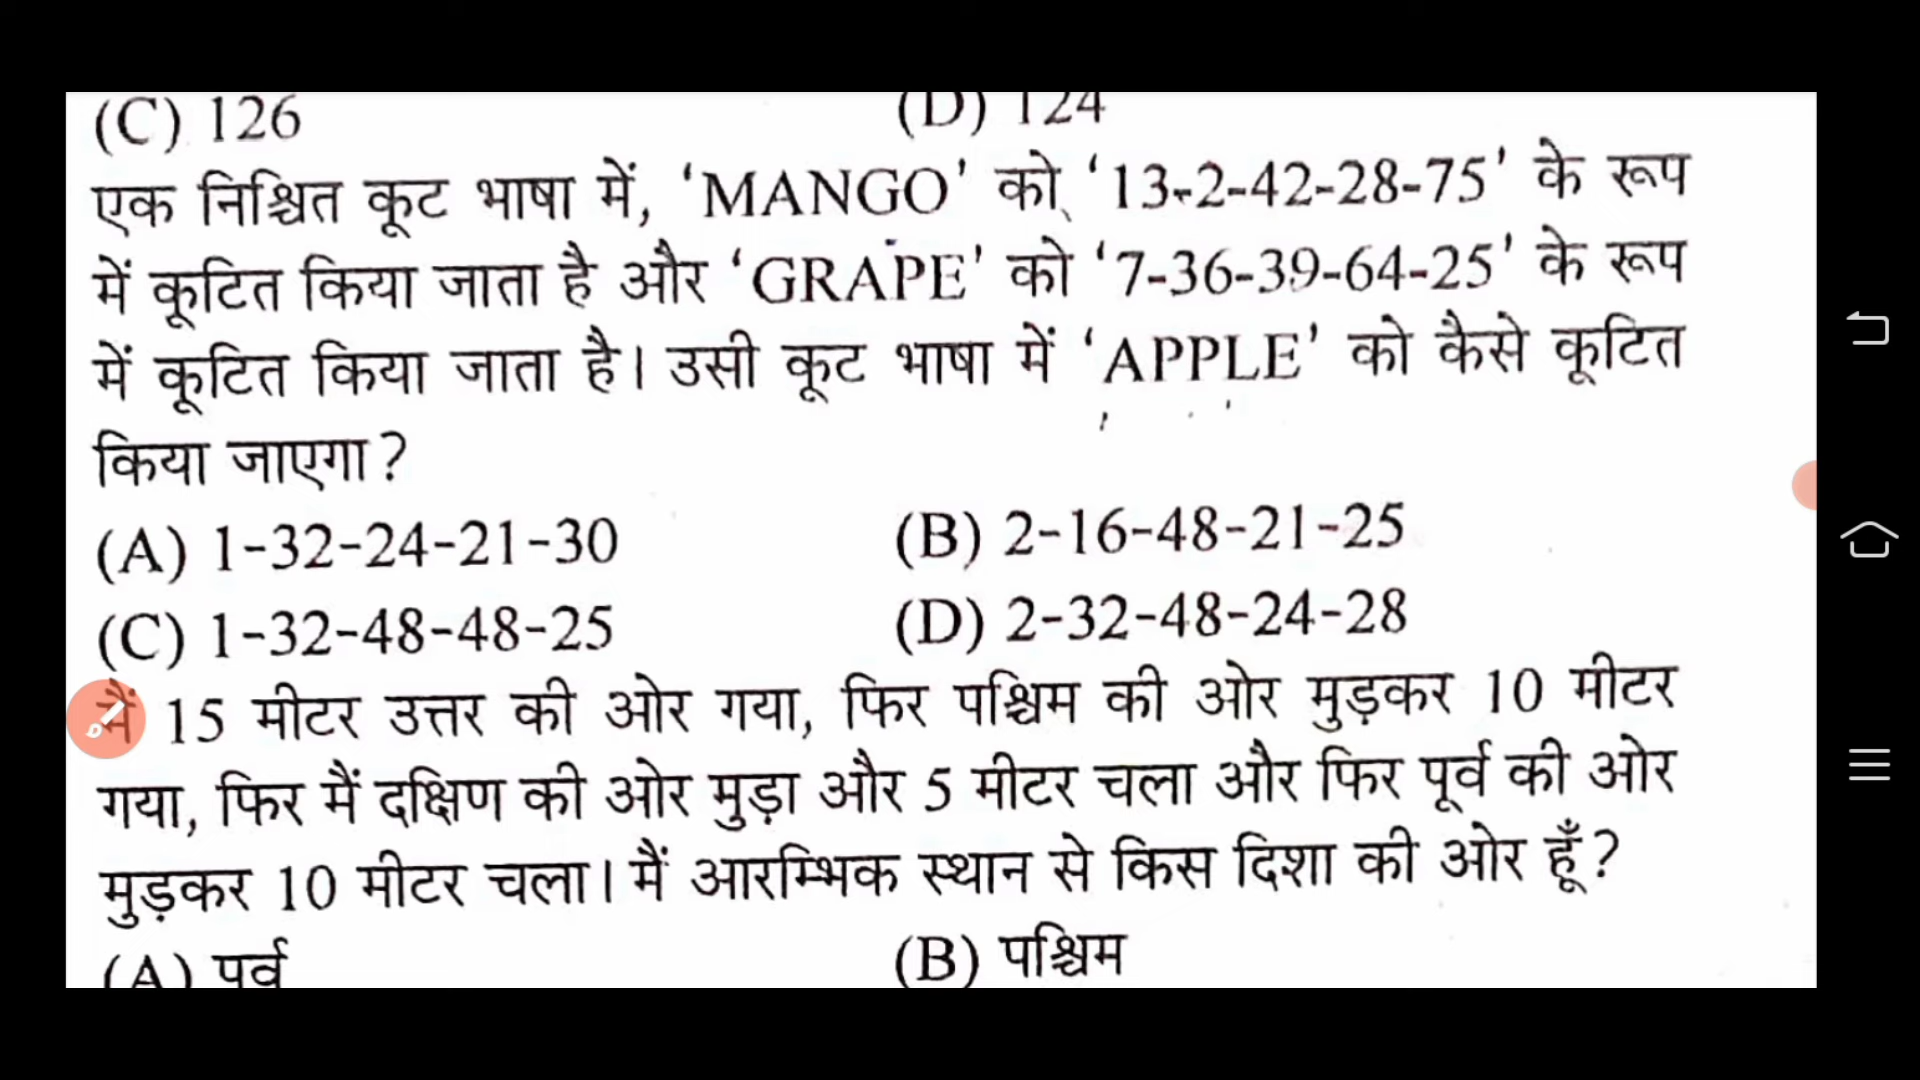 (C) 126 (D) 124
एक निश्चित कूट भाषा में, 'MANGO' को '13-2-42-28-75' के रूप
में कूटित किया जाता है और 'GRAPE' को '7-36-39-64-25' के रूप
में कूटित किया जाता है। उसी कूट भाषा में 'APPLE' को कैसे कूटित
किया जाएगा?
(A) 1-32-24-21-30 (B) 2-16-48-21-25
(C) 1-32-48-48-25 (D) 2-32-48-24-28
मैं 15 मीटर उत्तर की ओर गया, फिर पश्चिम की ओर मुड़कर 10 मीटर
गया, फिर मैं दक्षिण की ओर मुड़ा और 5 मीटर चला और फिर पूर्व की ओर
मुड़कर 10 मीटर चला। मैं आरम्भिक स्थान से किस दिशा की ओर हूँ?
(A) पूर्व (B) पश्चिम